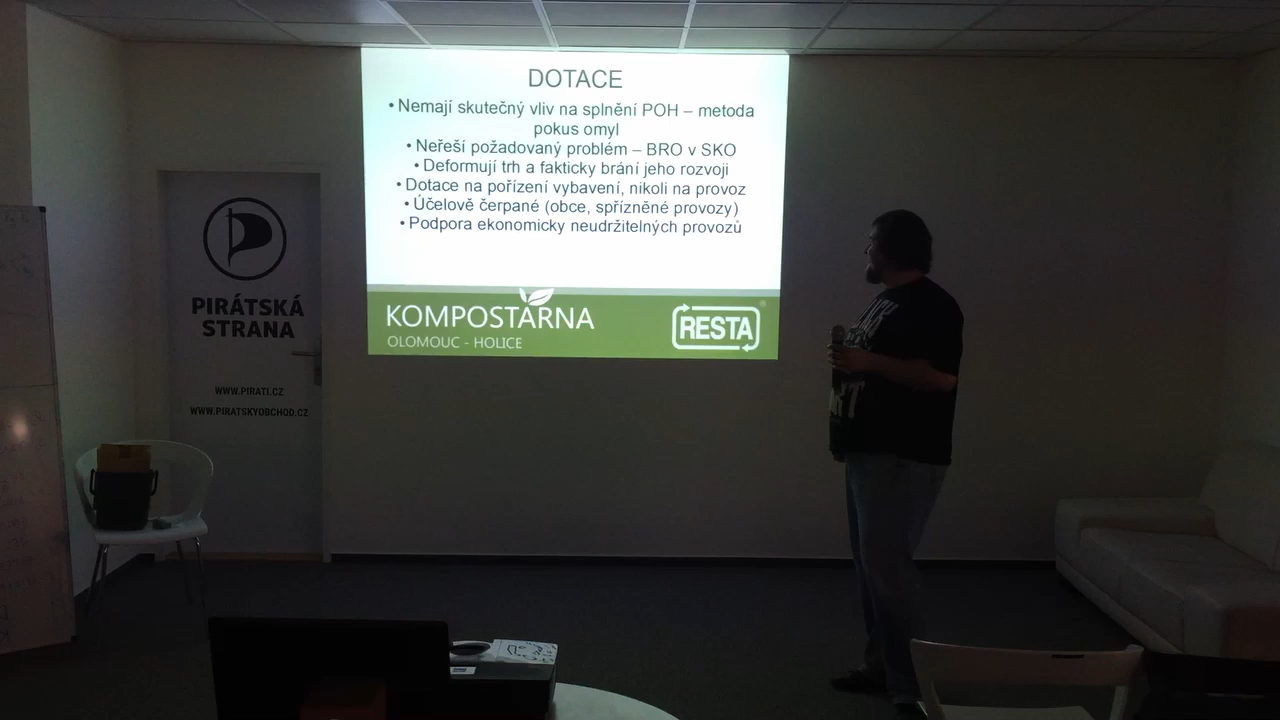 DOTACE
• Nemají skutečný vliv na splnění POH – metoda
pokus omyl
• Neřeší požadovaný problém – BRO v SKO
• Deformují trh a fakticky brání jeho rozvoji
• Dotace na pořízení vybavení, nikoli na provoz
• Účelově čerpané (obce, spřízněné provozy)
• Podpora ekonomicky neudržitelných provozů
KOMPOSTÁRNA
OLOMOUC - HOLICE
RESTA
PIRÁTSKÁ
STRANA
WWW.PIRATI.CZ
WWW.PIRATSKYOBCHOD.CZ